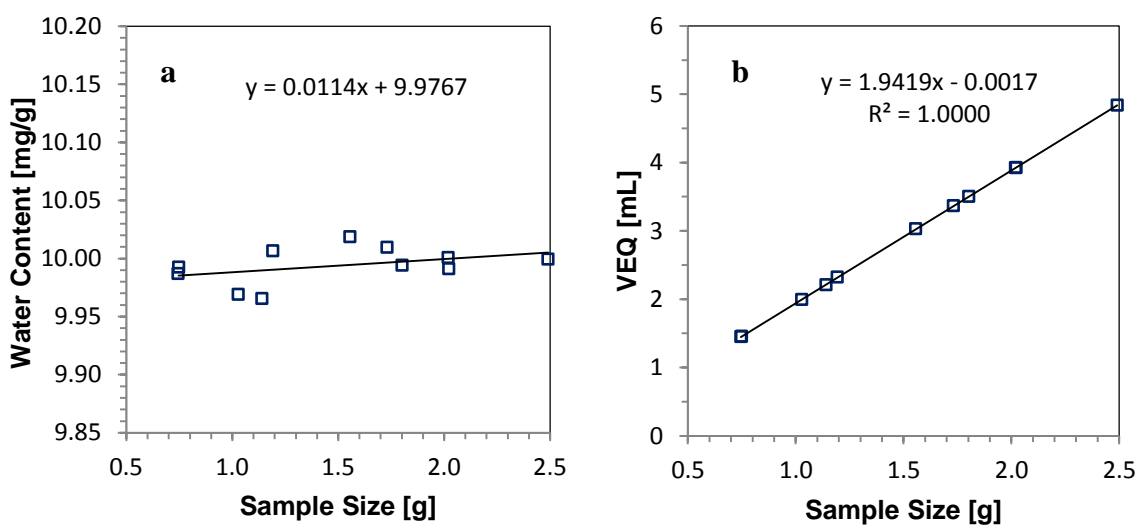 a
y = 0.0114x + 9.9767
Water Content [mg/g]
10.20
10.15
10.10
10.05
10.00
9.95
9.90
9.85
0.5 1.0 1.5 2.0 2.5
Sample Size [g]
b
y = 1.9419x - 0.0017
R² = 1.0000
VEQ [mL]
6
5
4
3
2
1
0
0.5 1.0 1.5 2.0 2.5
Sample Size [g]